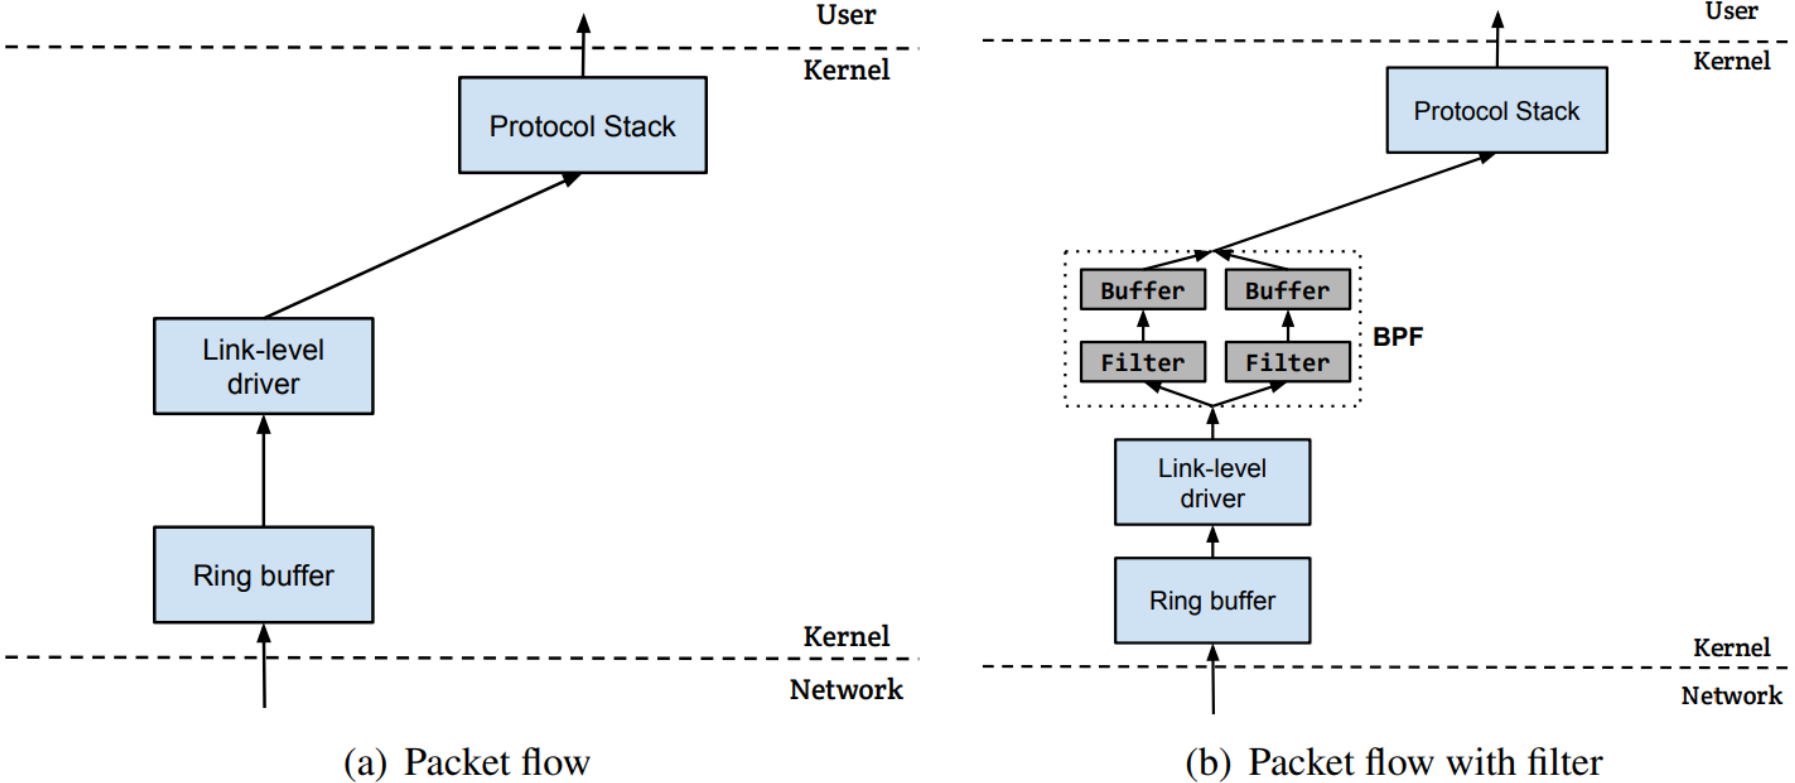 User
Kernel
Protocol Stack
Link-level
driver
Ring buffer
Kernel
Network
(a) Packet flow
User
Kernel
Protocol Stack
Buffer
Buffer
BPF
Filter
Filter
Link-level
driver
Ring buffer
Kernel
Network
(b) Packet flow with filter